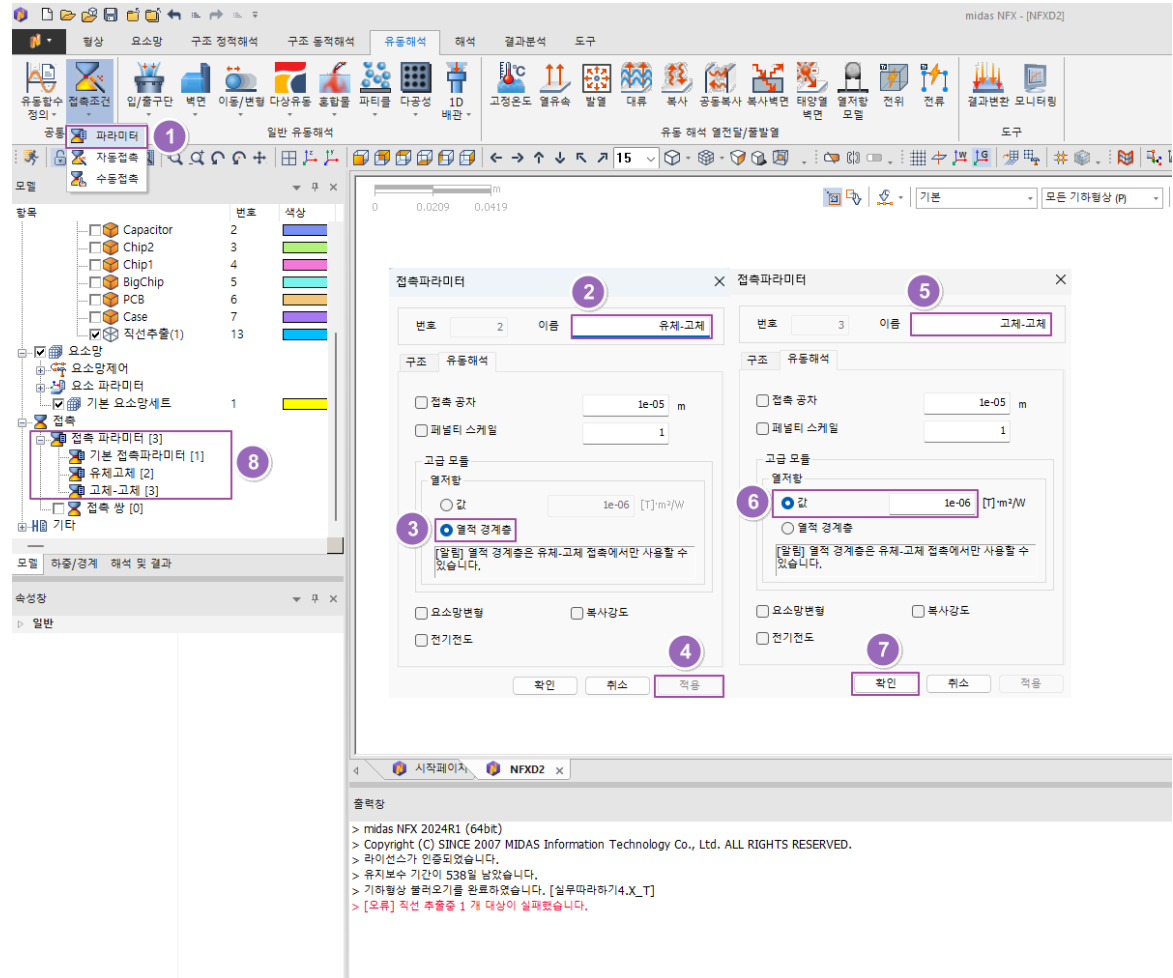 midas NFX - [NFXD2]
형상 요소망 구조 정적해석 구조 동적해석 유동해석 해석 결과분석 도구
유동함수 정의 접촉조건 입/출구단 벽면 이동/변형 다상유동 혼합물 파티클 다공성 1D 배관 고정온도 열유속 발열 대류 복사 공동복사 복사벽면 태양열 벽면 열저항 모델 전위 전류 결과변환 모니터링
공통 파라미터 1 일반 유동해석 유동 해석 열전달/줄발열 도구
자동접촉
수동접촉
15
모델
m
0 0.0209 0.0419
기본 모든 기하형상 (P)
항목 번호 색상
Capacitor 2
Chip2 3
Chip1 4
BigChip 5
PCB 6
Case 7
직선추출(1) 13
요소망
요소망제어
요소 파라미터
기본 요소망세트 1
접촉
접촉 파라미터 [3]
기본 접촉파라미터 [1]
유체고체 [2]
고체-고체 [3]
8
접촉 쌍 [0]
기타
모델 하중/경계 해석 및 결과
속성창
일반
접촉파라미터
2
번호 2 이름 유체-고체
구조 유동해석
접촉 공차 1e-05 m
페널티 스케일 1
고급 모듈
열저항
값 1e-06 [T]·m²/W
3 열적 경계층
[알림] 열적 경계층은 유체-고체 접촉에서만 사용할 수
있습니다.
요소망변형 복사강도
전기전도
4
확인 취소 적용
접촉파라미터
5
번호 3 이름 고체-고체
구조 유동해석
접촉 공차 1e-05 m
페널티 스케일 1
고급 모듈
열저항
6 값 1e-06 [T]·m²/W
열적 경계층
[알림] 열적 경계층은 유체-고체 접촉에서만 사용할 수
있습니다.
요소망변형 복사강도
전기전도
7
확인 취소 적용
시작페이지 NFXD2
출력창
> midas NFX 2024R1 (64bit)
> Copyright (C) SINCE 2007 MIDAS Information Technology Co., Ltd. ALL RIGHTS RESERVED.
> 라이선스가 인증되었습니다.
> 유지보수 기간이 538일 남았습니다.
> 기하형상 불러오기를 완료하였습니다. [실무따라하기4.X_T]
> [오류] 직선 추출중 1 개 대상이 실패했습니다.